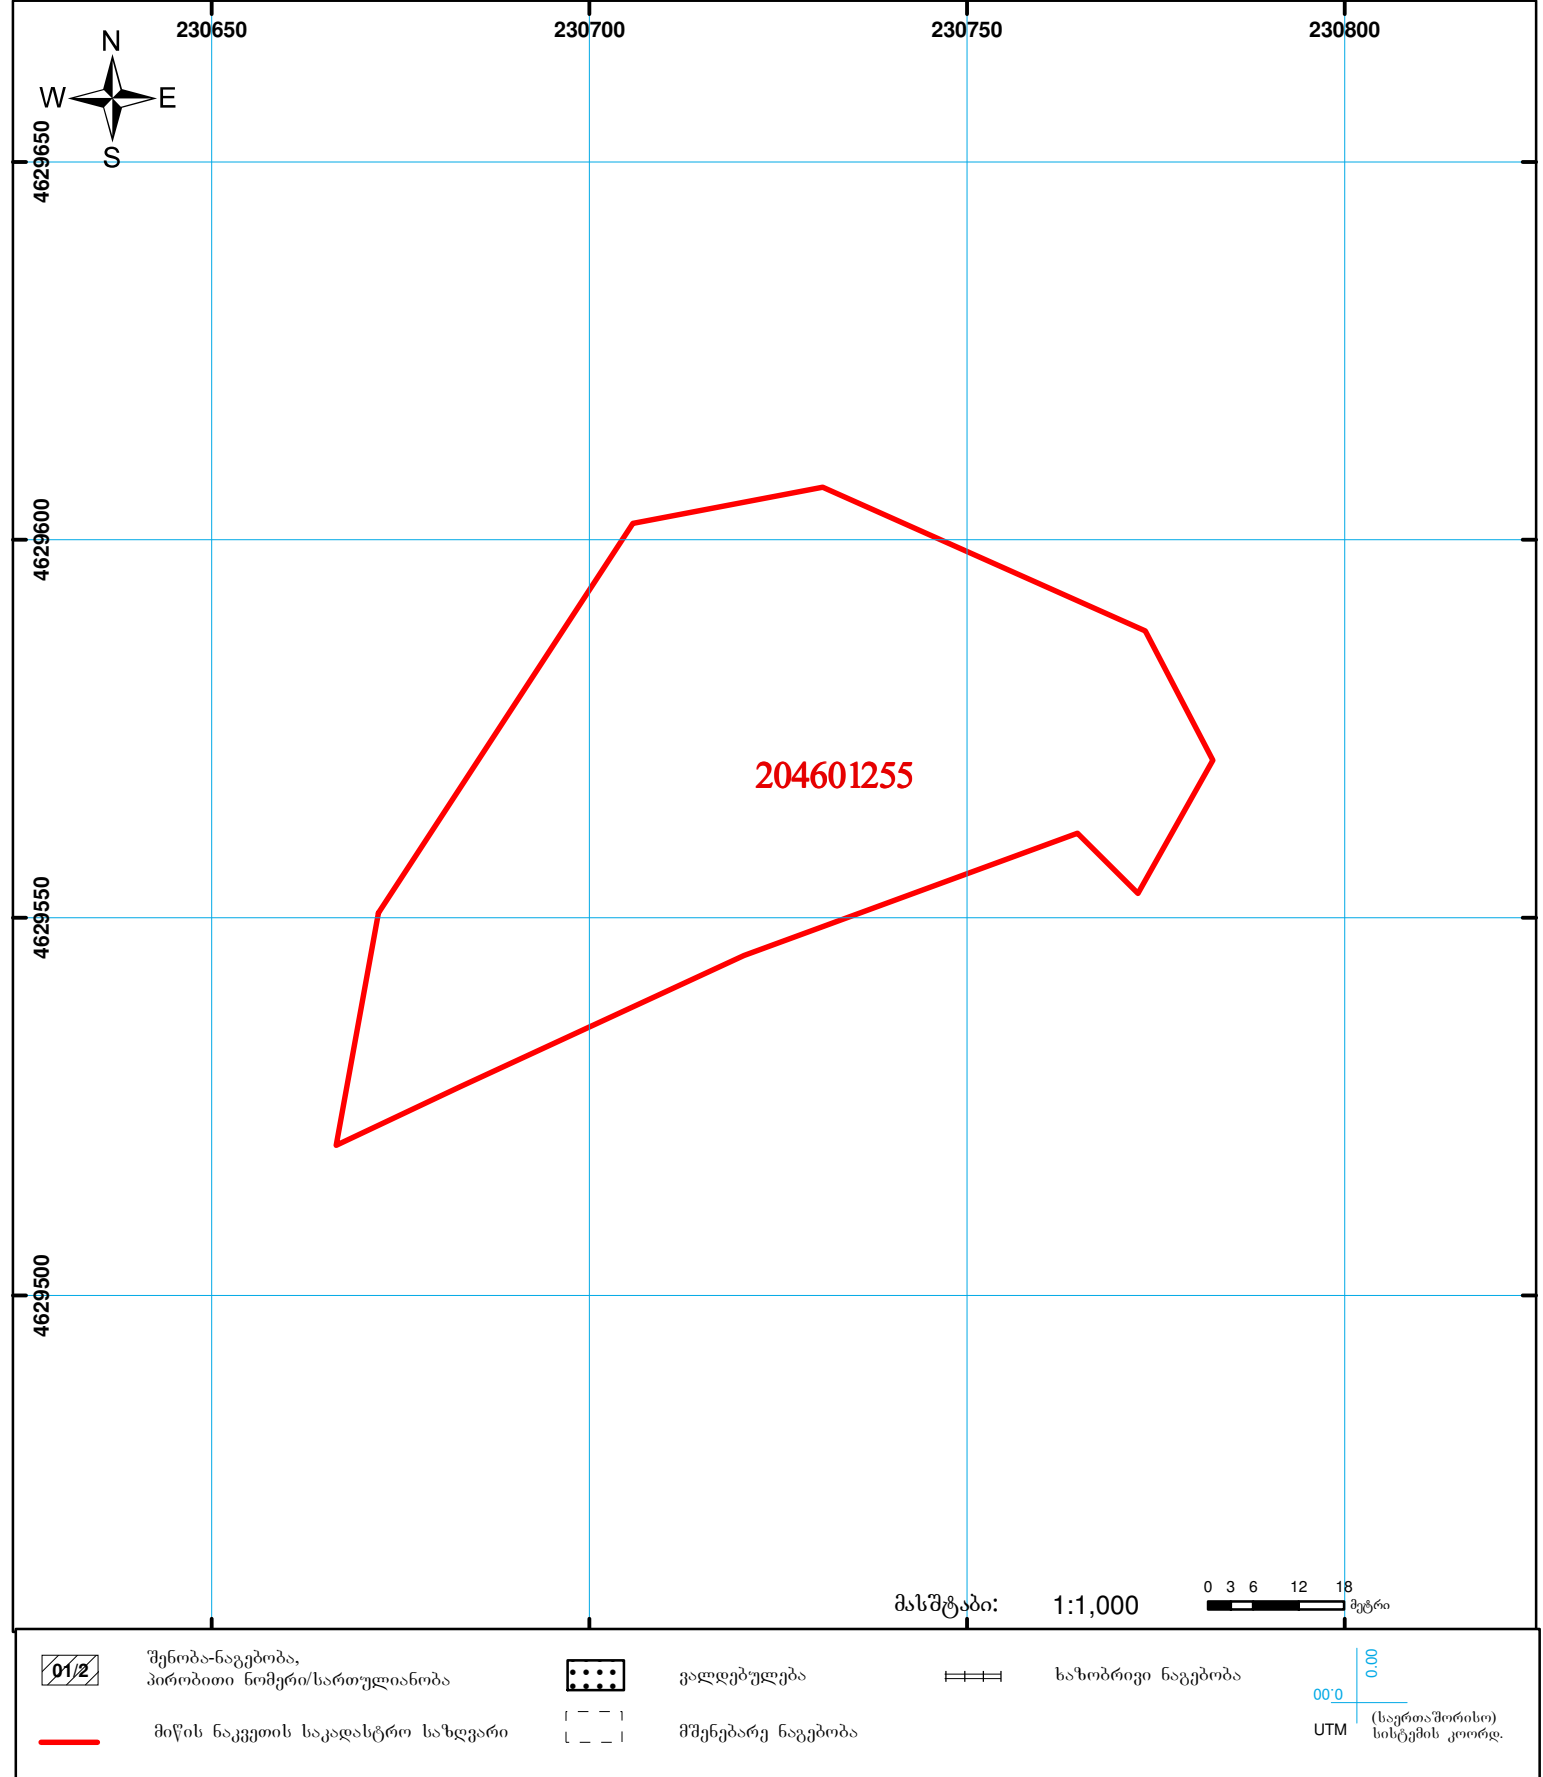 230650 230700 230750 230800
N
W E
S
4629650
4629600
4629550
4629500
204601255
მასშტაბი: 1:1,000
0 3 6 12 18
მეტრი
01/2
შენობა-ნაგებობა,
პირობითი ნომერი/სართულიანობა
ვალდებულება
ხაზობრივი ნაგებობა
მიწის ნაკვეთის საკადასტრო საზღვარი
მშენებარე ნაგებობა
0.00
0.00
UTM
(საერთაშორისო)
სისტემის კოორდ.